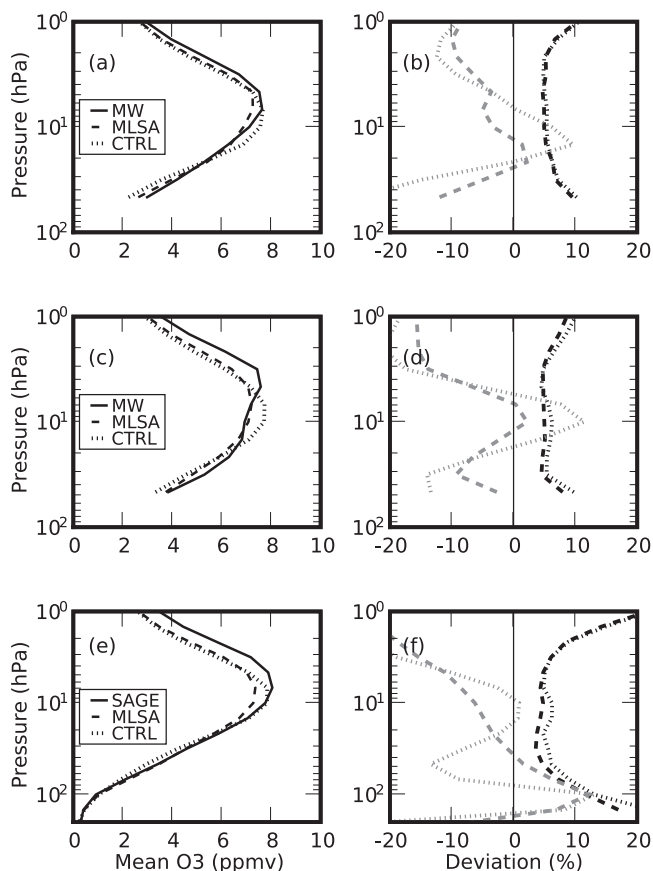 10⁰
(a)
Pressure (hPa)
10¹
MW
MLSA
CTRL
10²
0 2 4 6 8 10
10⁰
(b)
10¹
10²
-20 -10 0 10 20
10⁰
(c)
Pressure (hPa)
10¹
MW
MLSA
CTRL
10²
0 2 4 6 8 10
10⁰
(d)
10¹
10²
-20 -10 0 10 20
10⁰
(e)
Pressure (hPa)
10¹
SAGE
MLSA
CTRL
10²
0 2 4 6 8 10
Mean O3 (ppmv)
10⁰
(f)
10¹
10²
-20 -10 0 10 20
Deviation (%)